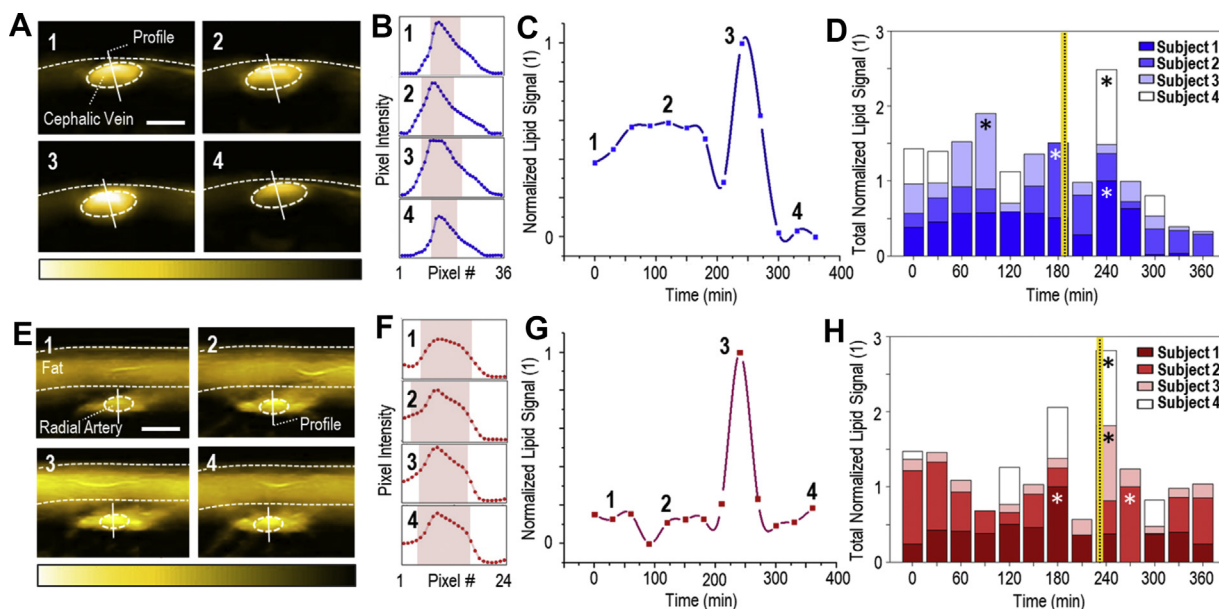 A
1
Profile
2
Cephalic Vein
3
4
B
1
2
3
4
Pixel Intensity
1 Pixel # 36
C
Normalized Lipid Signal (1)
1
0
1
2
3
4
0 100 200 300 400
Time (min)
D
Total Normalized Lipid Signal (1)
3
2
1
0
Subject 1
Subject 2
Subject 3
Subject 4
* * * *
0 60 120 180 240 300 360
Time (min)
E
1
Fat
2
Radial Artery
Profile
3
4
F
1
2
3
4
Pixel Intensity
1 Pixel # 24
G
Normalized Lipid Signal (1)
1
0
1
2
3
4
0 100 200 300 400
Time (min)
H
Total Normalized Lipid Signal (1)
3
2
1
0
Subject 1
Subject 2
Subject 3
Subject 4
* * * *
0 60 120 180 240 300 360
Time (min)